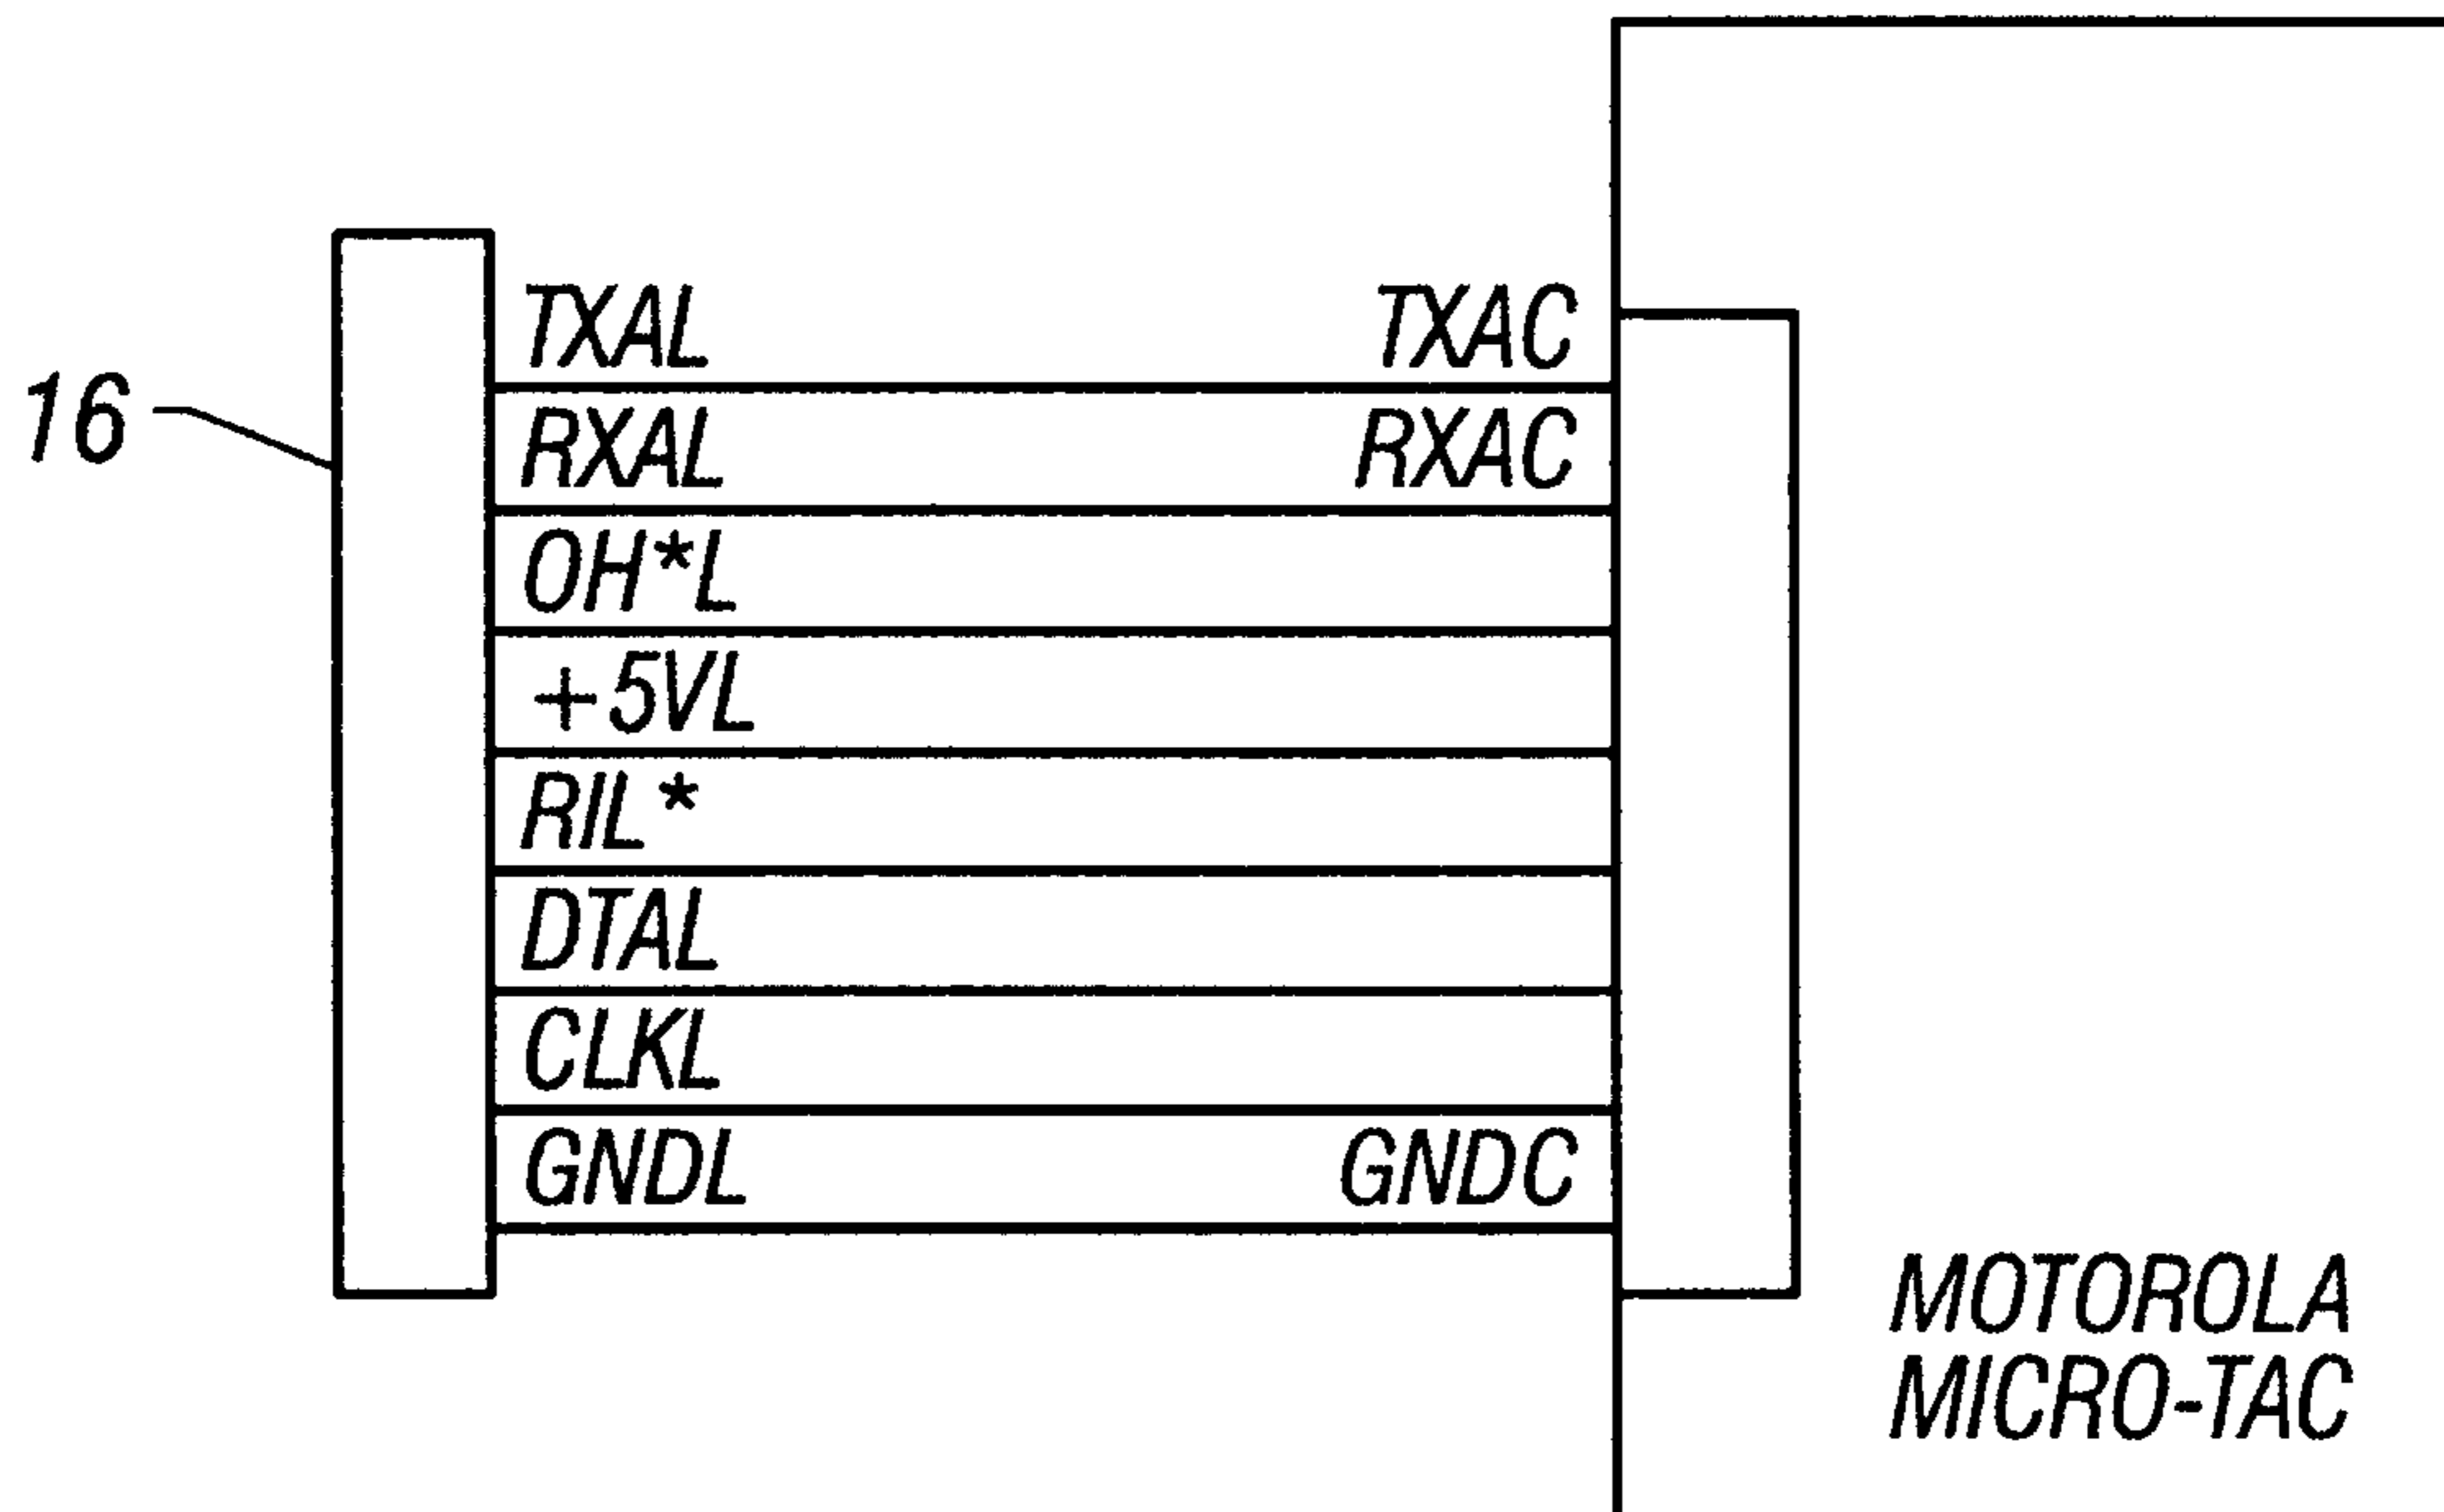 TXAL TXAC
16
RXAL RXAC
OH*L
+5VL
RIL*
DTAL
CLKL
GNDL GNDC
MOTOROLA
MICRO-TAC